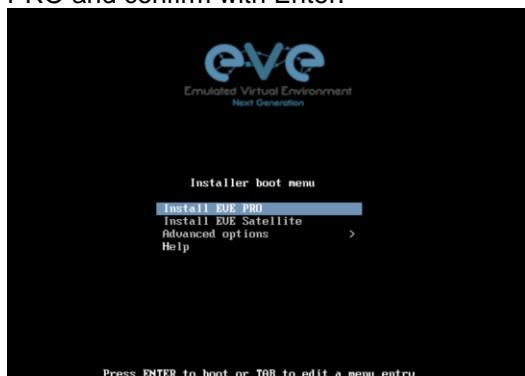 PRO and confirm with Enter.
eve
Emulated Virtual Environment
Next Generation
Installer boot menu
Install EVE PRO
Install EVE Satellite
Advanced options >
Help
Press ENTER to boot or TAB to edit a menu entry